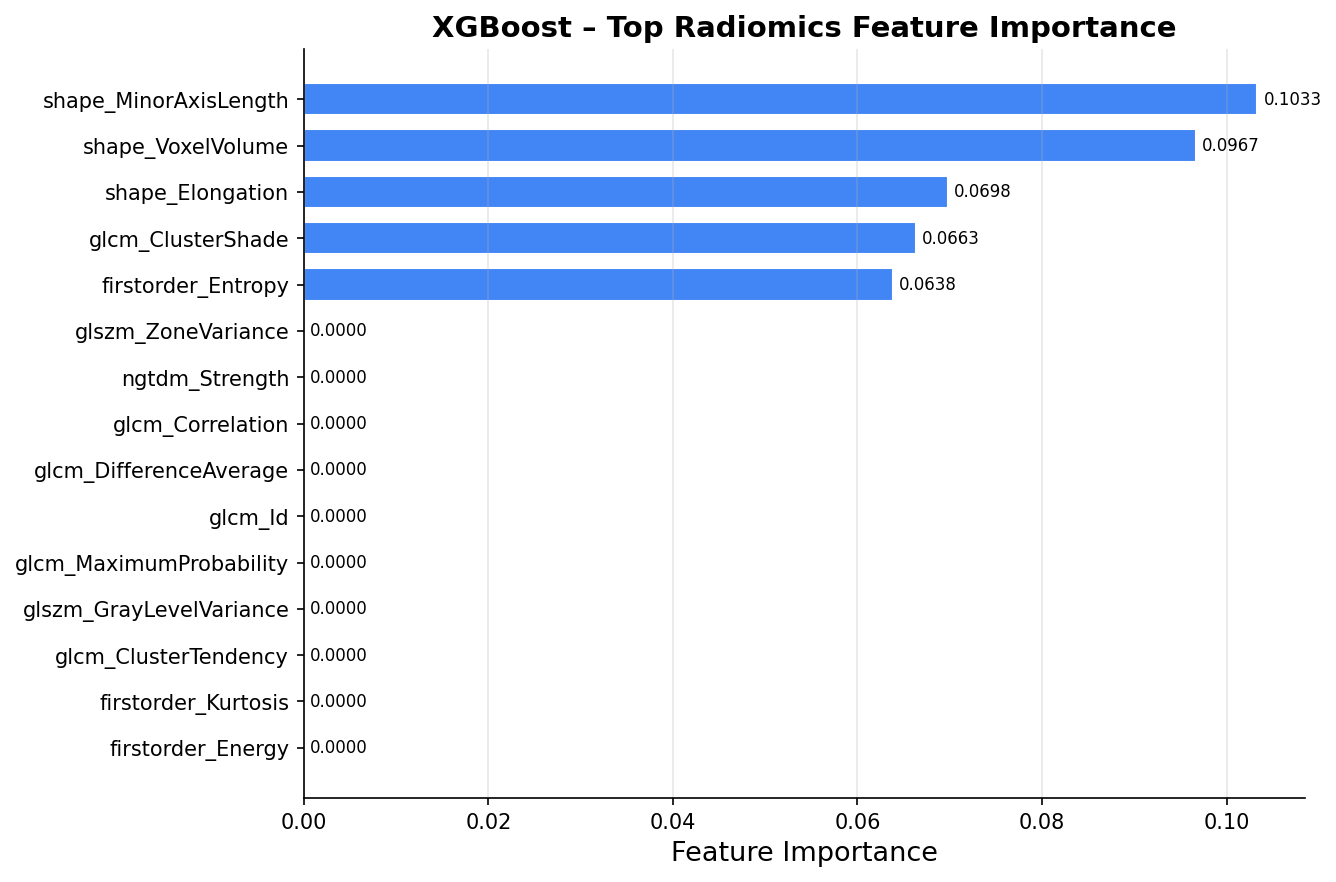 XGBoost – Top Radiomics Feature Importance
shape_MinorAxisLength 0.1033
shape_VoxelVolume 0.0967
shape_Elongation 0.0698
glcm_ClusterShade 0.0663
firstorder_Entropy 0.0638
glszm_ZoneVariance 0.0000
ngtdm_Strength 0.0000
glcm_Correlation 0.0000
glcm_DifferenceAverage 0.0000
glcm_Id 0.0000
glcm_MaximumProbability 0.0000
glszm_GrayLevelVariance 0.0000
glcm_ClusterTendency 0.0000
firstorder_Kurtosis 0.0000
firstorder_Energy 0.0000
0.00 0.02 0.04 0.06 0.08 0.10
Feature Importance